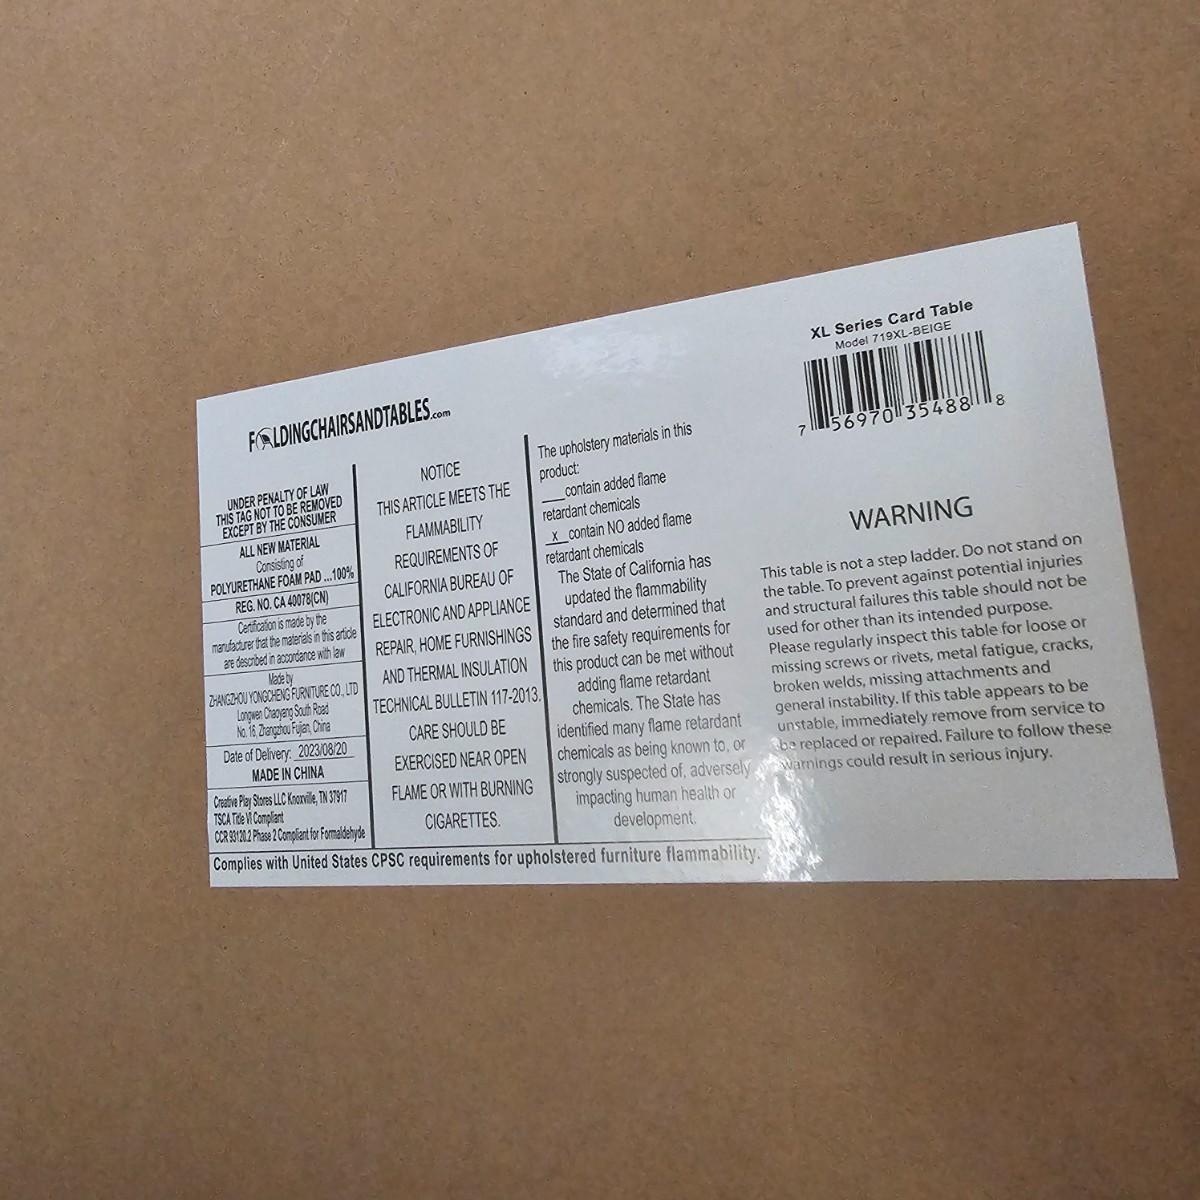 FOLDINGCHAIRSANDTABLES.com
UNDER PENALTY OF LAW
THIS TAG NOT TO BE REMOVED
EXCEPT BY THE CONSUMER
ALL NEW MATERIAL
Consisting of
POLYURETHANE FOAM PAD ...100%
REG. NO. CA 40078(CN)
Certification is made by the
manufacturer that the materials in this article
are described in accordance with law
Made by
ZHANGZHOU YONGCHENG FURNITURE CO., LTD
Longwen Chaoyang South Road
No. 16, Zhangzhou Fujian, China
Date of Delivery: 2023/08/20
MADE IN CHINA
Creative Play Stores LLC Knoxville, TN 37917
TSCA Title VI Compliant
CCR 93120.2 Phase 2 Compliant for Formaldehyde
NOTICE
THIS ARTICLE MEETS THE
FLAMMABILITY
REQUIREMENTS OF
CALIFORNIA BUREAU OF
ELECTRONIC AND APPLIANCE
REPAIR, HOME FURNISHINGS
AND THERMAL INSULATION
TECHNICAL BULLETIN 117-2013.
CARE SHOULD BE
EXERCISED NEAR OPEN
FLAME OR WITH BURNING
CIGARETTES.
The upholstery materials in this
product:
___contain added flame
retardant chemicals
_x_contain NO added flame
retardant chemicals
The State of California has
updated the flammability
standard and determined that
the fire safety requirements for
this product can be met without
adding flame retardant
chemicals. The State has
identified many flame retardant
chemicals as being known to, or
strongly suspected of, adversely
impacting human health or
development.
Complies with United States CPSC requirements for upholstered furniture flammability.
XL Series Card Table
Model 719XL-BEIGE
7 56970 35488 8
WARNING
This table is not a step ladder. Do not stand on
the table. To prevent against potential injuries
and structural failures this table should not be
used for other than its intended purpose.
Please regularly inspect this table for loose or
missing screws or rivets, metal fatigue, cracks,
broken welds, missing attachments and
general instability. If this table appears to be
unstable, immediately remove from service to
be replaced or repaired. Failure to follow these
warnings could result in serious injury.